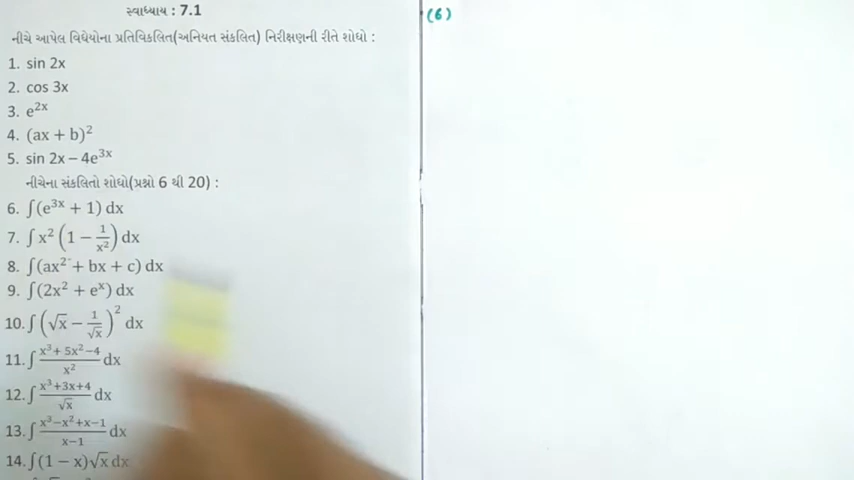 સ્વાધ્યાય : 7.1
નીચે આપેલ વિધેયોના પ્રતિવિકલિત(અનિયત સંકલિત) નિરીક્ષણની રીતે શોધો :
1. sin 2x
2. cos 3x
3. e^{2x}
4. (ax + b)^2
5. sin 2x – 4e^{3x}
નીચેના સંકલિતો શોધો(પ્રશ્નો 6 થી 20) :
6. ∫(e^{3x} + 1) dx
7. ∫ x^2 (1 − 1/x^2) dx
8. ∫(ax^2 + bx + c) dx
9. ∫(2x^2 + e^x) dx
10. ∫ (√x − 1/√x)^2 dx
11. ∫ (x^3 + 5x^2 − 4)/x^2 dx
12. ∫ (x^3+3x+4)/√x dx
13. ∫ (x^3−x^2+x−1)/(x−1) dx
14. ∫(1 − x)√x dx
(6)